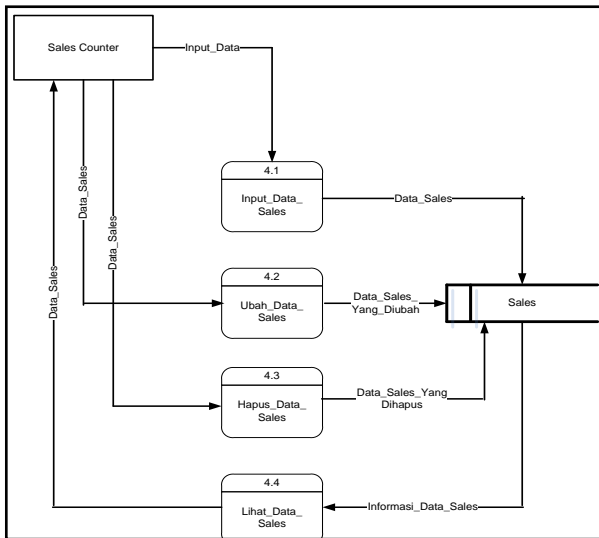 Sales Counter
Input_Data
4.1
Input_Data_
Sales
Data_Sales
Data_Sales
Data_Sales
Data_Sales
4.2
Ubah_Data_
Sales
Data_Sales_
Yang_Diubah
Sales
4.3
Hapus_Data_
Sales
Data_Sales_Yang
Dihapus
4.4
Lihat_Data_
Sales
Informasi_Data_Sales